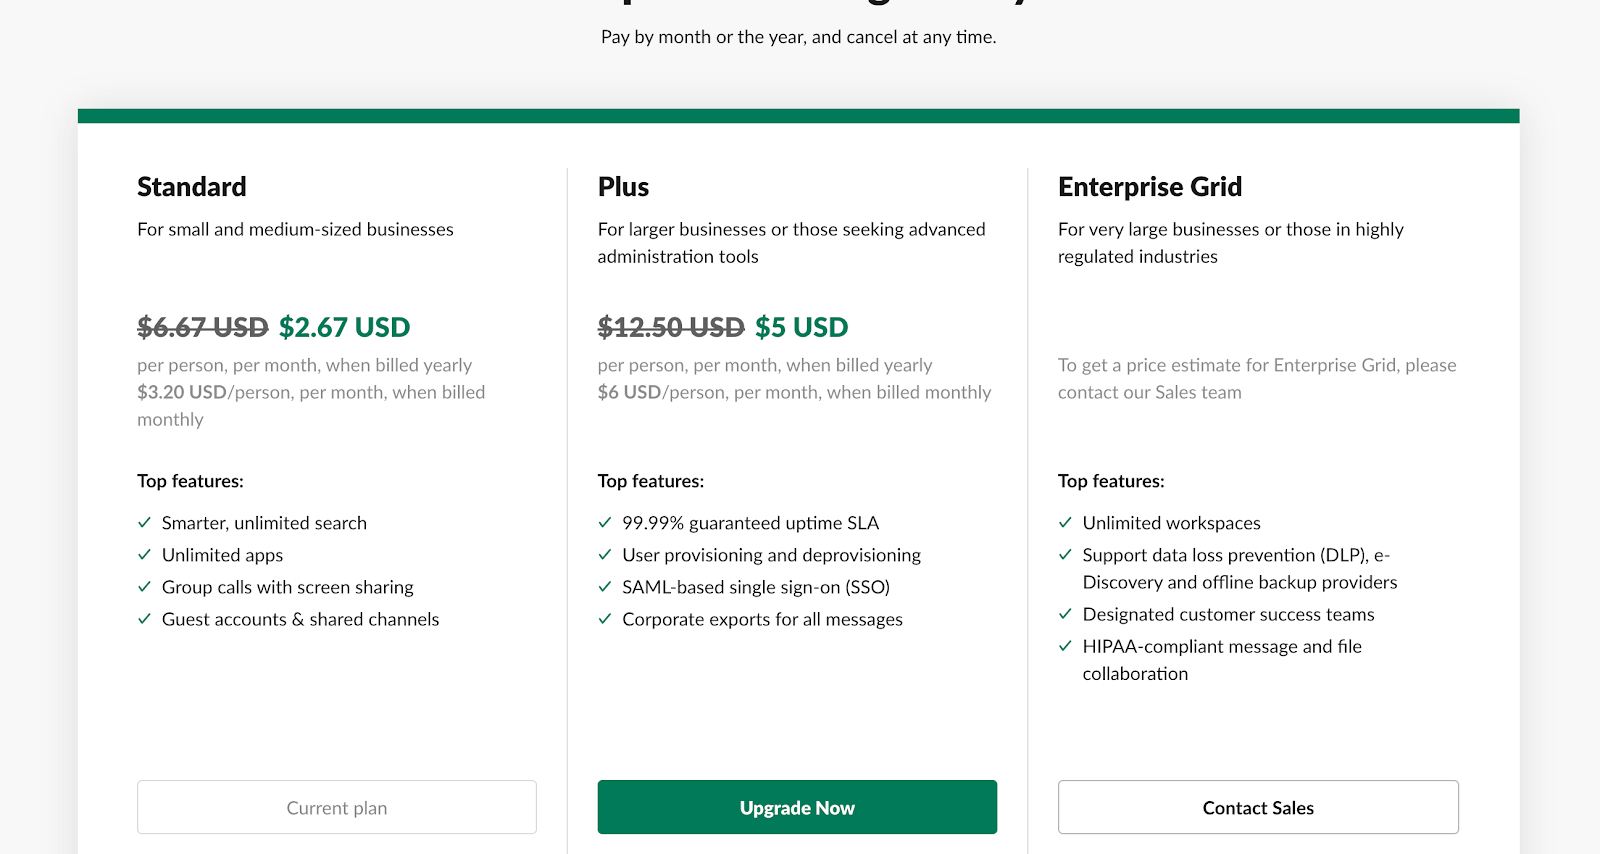 Pay by month or the year, and cancel at any time.
Standard
For small and medium-sized businesses
$6.67 USD $2.67 USD
per person, per month, when billed yearly
$3.20 USD/person, per month, when billed
monthly
Top features:
Smarter, unlimited search
Unlimited apps
Group calls with screen sharing
Guest accounts & shared channels
Current plan
Plus
For larger businesses or those seeking advanced
administration tools
$12.50 USD $5 USD
per person, per month, when billed yearly
$6 USD/person, per month, when billed monthly
Top features:
99.99% guaranteed uptime SLA
User provisioning and deprovisioning
SAML-based single sign-on (SSO)
Corporate exports for all messages
Upgrade Now
Enterprise Grid
For very large businesses or those in highly
regulated industries
To get a price estimate for Enterprise Grid, please
contact our Sales team
Top features:
Unlimited workspaces
Support data loss prevention (DLP), e-
Discovery and offline backup providers
Designated customer success teams
HIPAA-compliant message and file
collaboration
Contact Sales